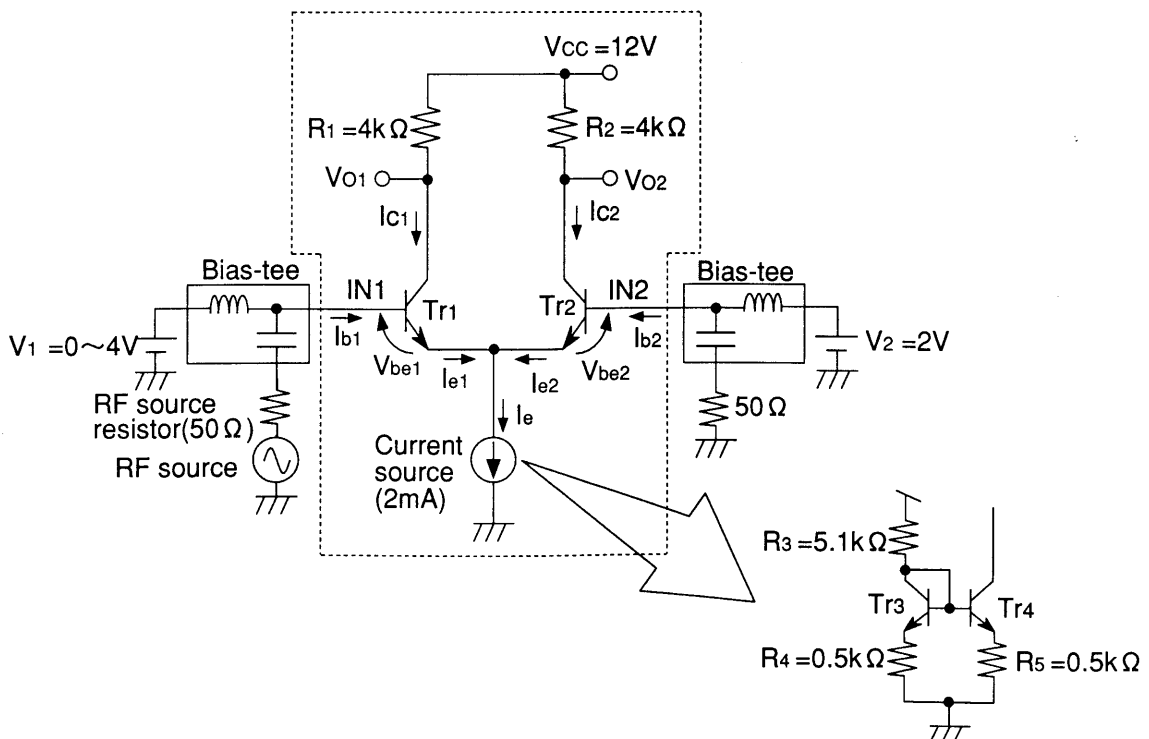 VCC=12V
R1=4kΩ
R2=4kΩ
VO1
VO2
IC1
IC2
Bias-tee
Bias-tee
IN1
IN2
Tr1
Tr2
V1=0~4V
Ib1
Ib2
V2=2V
Vbe1
Ie1
Ie2
Vbe2
RF source
resistor(50Ω)
50Ω
Ie
RF source
Current
source
(2mA)
R3=5.1kΩ
Tr3
Tr4
R4=0.5kΩ
R5=0.5kΩ